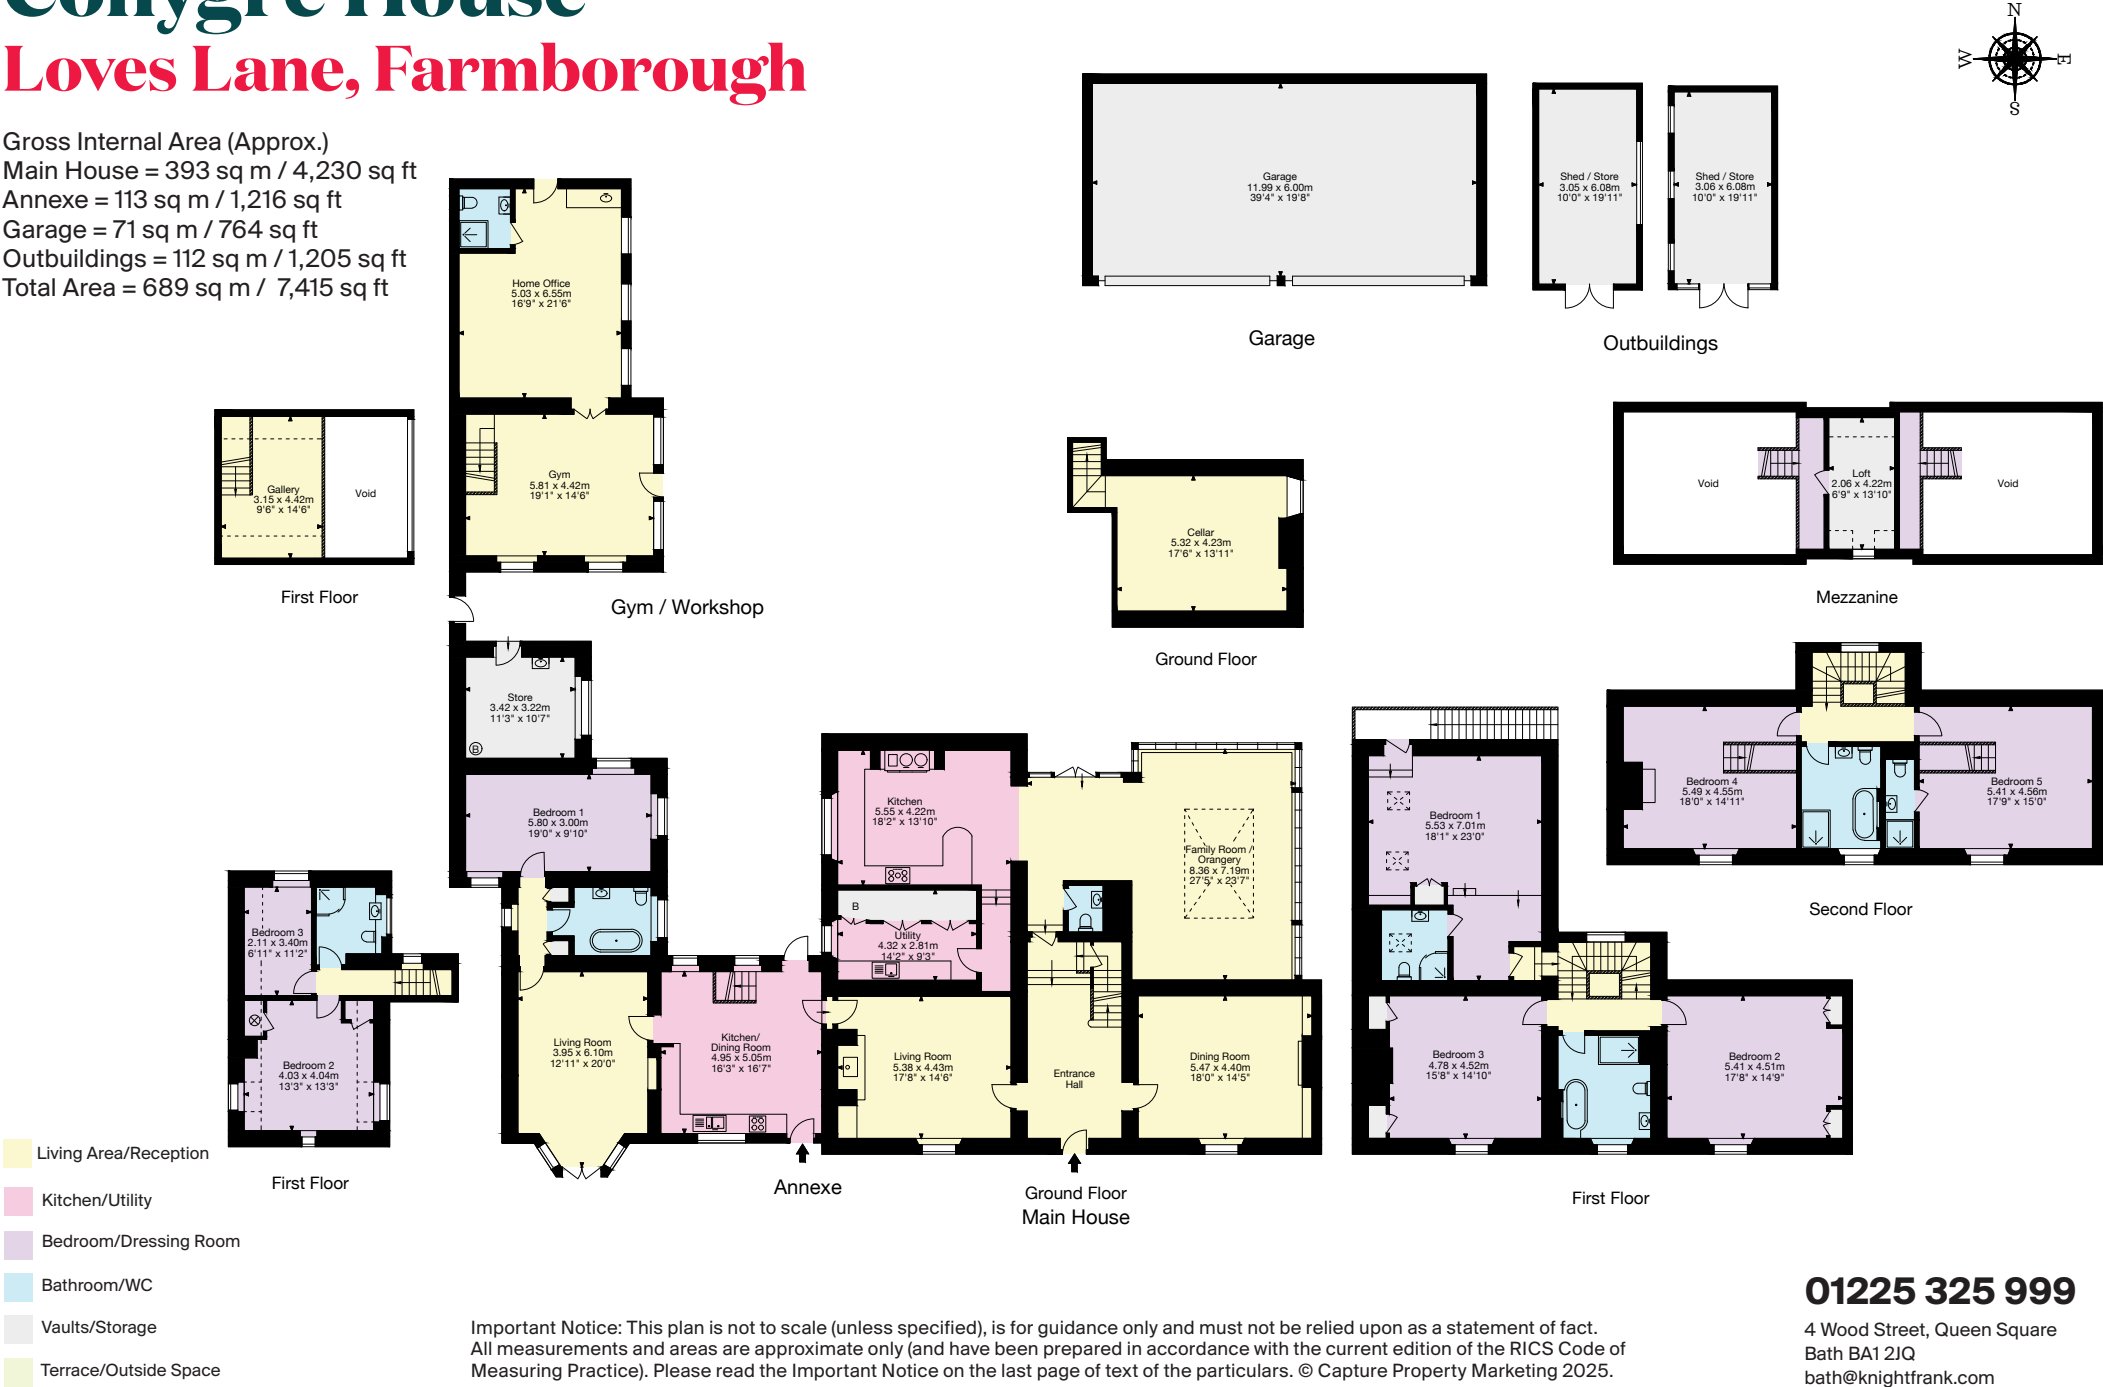 Conygre House
Loves Lane, Farmborough
Gross Internal Area (Approx.)
Main House = 393 sq m / 4,230 sq ft
Annexe = 113 sq m / 1,216 sq ft
Garage = 71 sq m / 764 sq ft
Outbuildings = 112 sq m / 1,205 sq ft
Total Area = 689 sq m / 7,415 sq ft
N
W
E
S
Garage
11.99 x 6.00m
39'4" x 19'8"
Garage
Shed / Store
3.05 x 6.08m
10'0" x 19'11"
Shed / Store
3.06 x 6.08m
10'0" x 19'11"
Outbuildings
Home Office
5.03 x 6.55m
16'9" x 21'6"
Gym
5.81 x 4.42m
19'1" x 14'6"
Gym / Workshop
Gallery
3.15 x 4.42m
9'6" x 14'6"
Void
First Floor
Cellar
5.32 x 4.23m
17'6" x 13'11"
Ground Floor
Void
Loft
2.06 x 4.22m
6'9" x 13'10"
Void
Mezzanine
Store
3.42 x 3.22m
11'3" x 10'7"
B
Bedroom 1
5.80 x 3.00m
19'0" x 9'10"
Living Room
3.95 x 6.10m
12'11" x 20'0"
Kitchen/
Dining Room
4.95 x 5.05m
16'3" x 16'7"
Annexe
Bedroom 3
2.11 x 3.40m
6'11" x 11'2"
Bedroom 2
4.03 x 4.04m
13'3" x 13'3"
First Floor
Kitchen
5.55 x 4.22m
18'2" x 13'10"
B
Utility
4.32 x 2.81m
14'2" x 9'3"
Family Room /
Orangery
8.36 x 7.19m
27'5" x 23'7"
Living Room
5.38 x 4.43m
17'8" x 14'6"
Entrance
Hall
Dining Room
5.47 x 4.40m
18'0" x 14'5"
Ground Floor
Main House
Bedroom 1
5.53 x 7.01m
18'1" x 23'0"
Bedroom 3
4.78 x 4.52m
15'8" x 14'10"
Bedroom 2
5.41 x 4.51m
17'8" x 14'9"
First Floor
Bedroom 4
5.49 x 4.55m
18'0" x 14'11"
Bedroom 5
5.41 x 4.56m
17'9" x 15'0"
Second Floor
Living Area/Reception
Kitchen/Utility
Bedroom/Dressing Room
Bathroom/WC
Vaults/Storage
Terrace/Outside Space
Important Notice: This plan is not to scale (unless specified), is for guidance only and must not be relied upon as a statement of fact.
All measurements and areas are approximate only (and have been prepared in accordance with the current edition of the RICS Code of
Measuring Practice). Please read the Important Notice on the last page of text of the particulars. © Capture Property Marketing 2025.
01225 325 999
4 Wood Street, Queen Square
Bath BA1 2JQ
bath@knightfrank.com